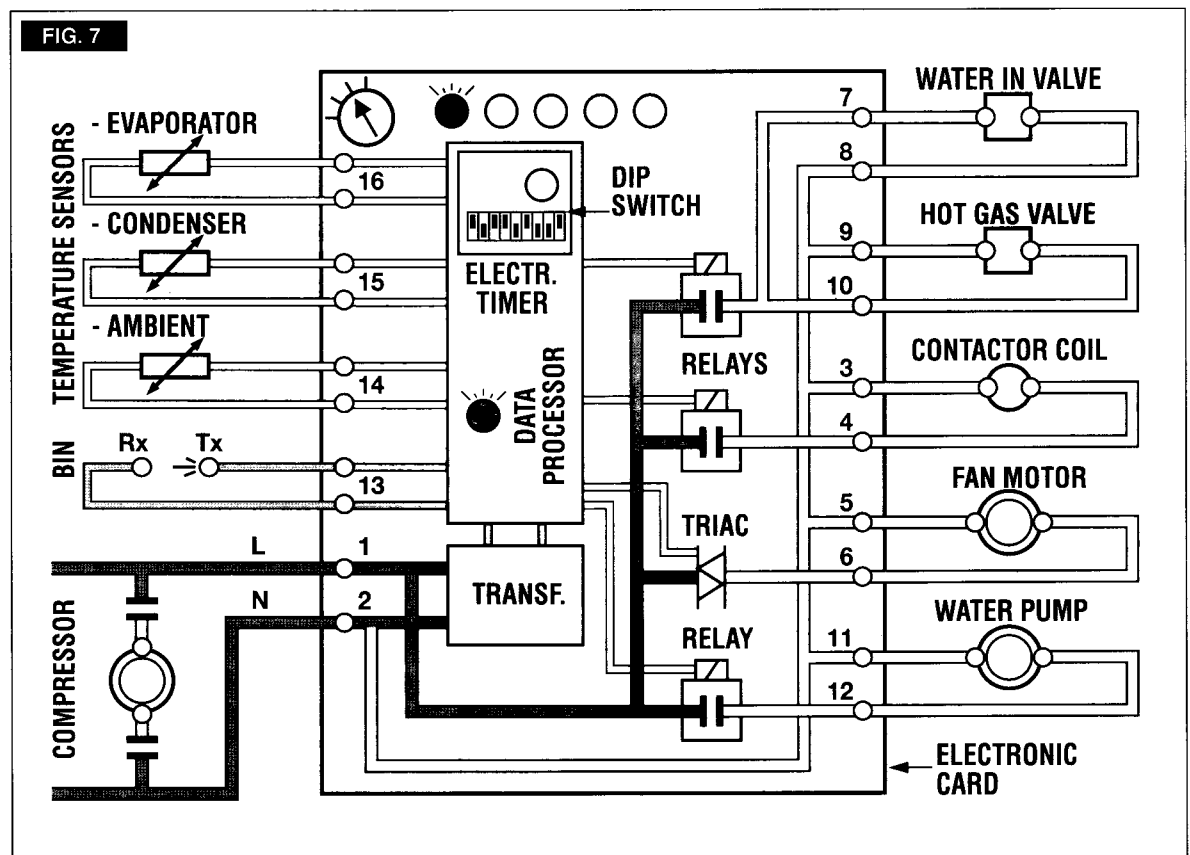 FIG. 7
TEMPERATURE SENSORS
- EVAPORATOR
16
- CONDENSER
15
- AMBIENT
14
BIN
Rx
Tx
13
L
1
N
2
COMPRESSOR
DIP
SWITCH
ELECTR.
TIMER
DATA
PROCESSOR
TRANSF.
RELAYS
TRIAC
RELAY
WATER IN VALVE
7
8
HOT GAS VALVE
9
10
CONTACTOR COIL
3
4
FAN MOTOR
5
6
WATER PUMP
11
12
ELECTRONIC
CARD